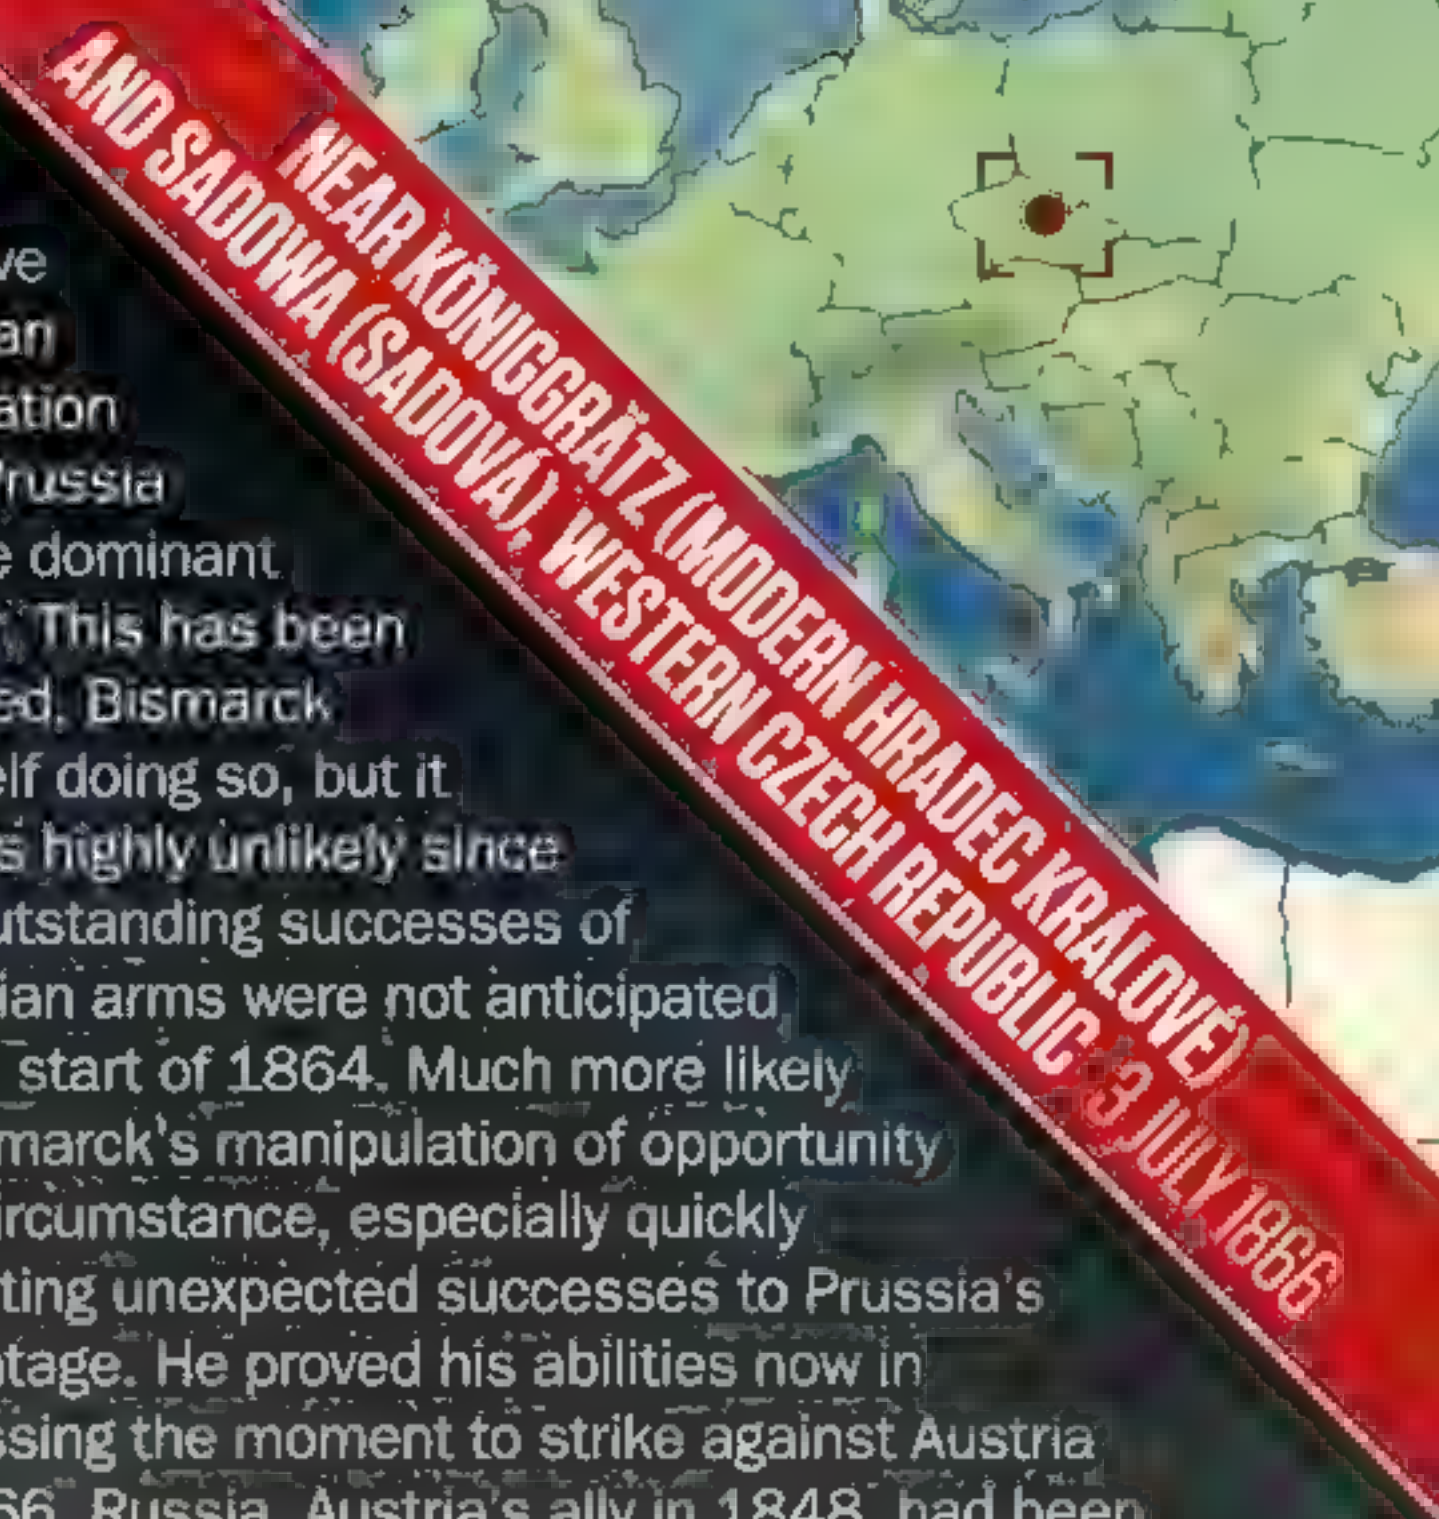 NEAR KÖNIGGRÄTZ (MODERN HRADEC KRÁLOVÉ)
AND SADOWA (SADOVÁ), WESTERN CZECH REPUBLIC 3 JULY 1866
ve
an
ation
Prussia
e dominant
. This has been
ed. Bismarck
elf doing so, but it
s highly unlikely since
utstanding successes of
ian arms were not anticipated
start of 1864. Much more likely
marck's manipulation of opportunity
ircumstance, especially quickly
ting unexpected successes to Prussia's
ntage. He proved his abilities now in
ssing the moment to strike against Austria
66. Russia, Austria's ally in 1848, had been